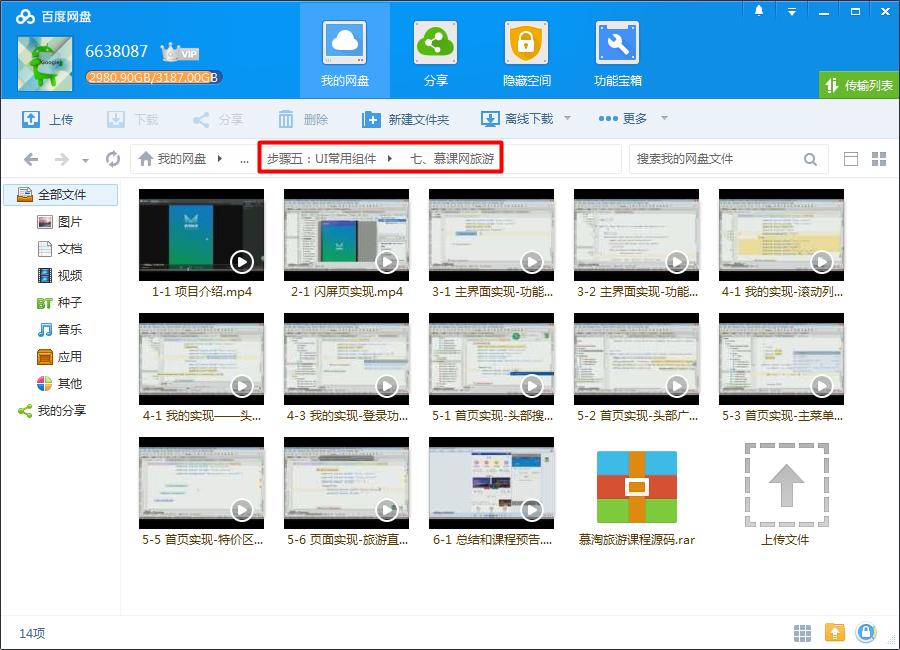 百度网盘
6638087 VIP
2980.90GB/3187.00GB
我的网盘 分享 隐藏空间 功能宝箱
传输列表
上传 下载 分享 删除 新建文件夹 离线下载 更多
我的网盘 ... 步骤五：UI常用组件 七、慕课网旅游 搜索我的网盘文件
全部文件
图片
文档
视频
BT 种子
音乐
应用
其他
我的分享
1-1 项目介绍.mp4 2-1 闪屏页实现.mp4 3-1 主界面实现-功能... 3-2 主界面实现-功能... 4-1 我的实现-滚动列...
4-1 我的实现——头... 4-3 我的实现-登录功... 5-1 首页实现-头部搜... 5-2 首页实现-头部广... 5-3 首页实现-主菜单...
5-5 首页实现-特价区... 5-6 页面实现-旅游直... 6-1 总结和课程预告.... 慕淘旅游课程源码.rar 上传文件
14项